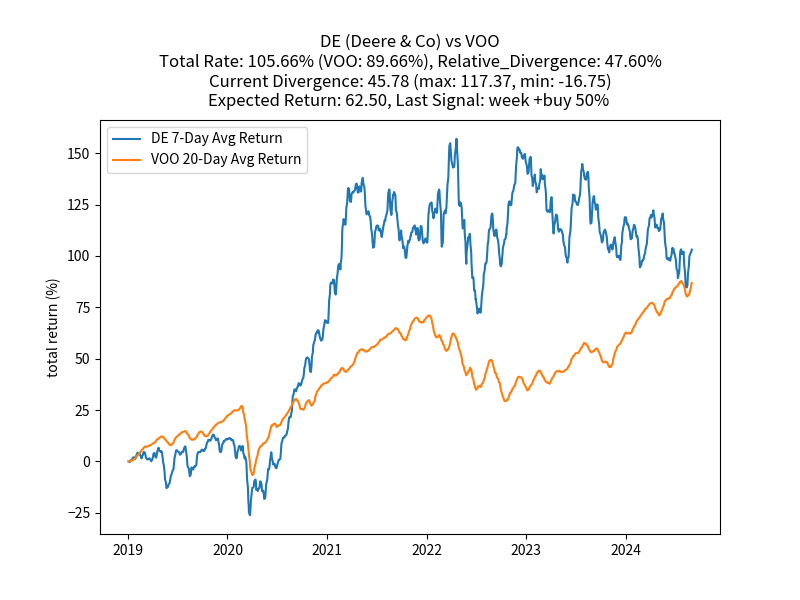 DE (Deere & Co) vs VOO
Total Rate: 105.66% (VOO: 89.66%), Relative_Divergence: 47.60%
Current Divergence: 45.78 (max: 117.37, min: -16.75)
Expected Return: 62.50, Last Signal: week +buy 50%
DE 7-Day Avg Return
VOO 20-Day Avg Return
total return (%)
150
125
100
75
50
25
0
−25
2019
2020
2021
2022
2023
2024